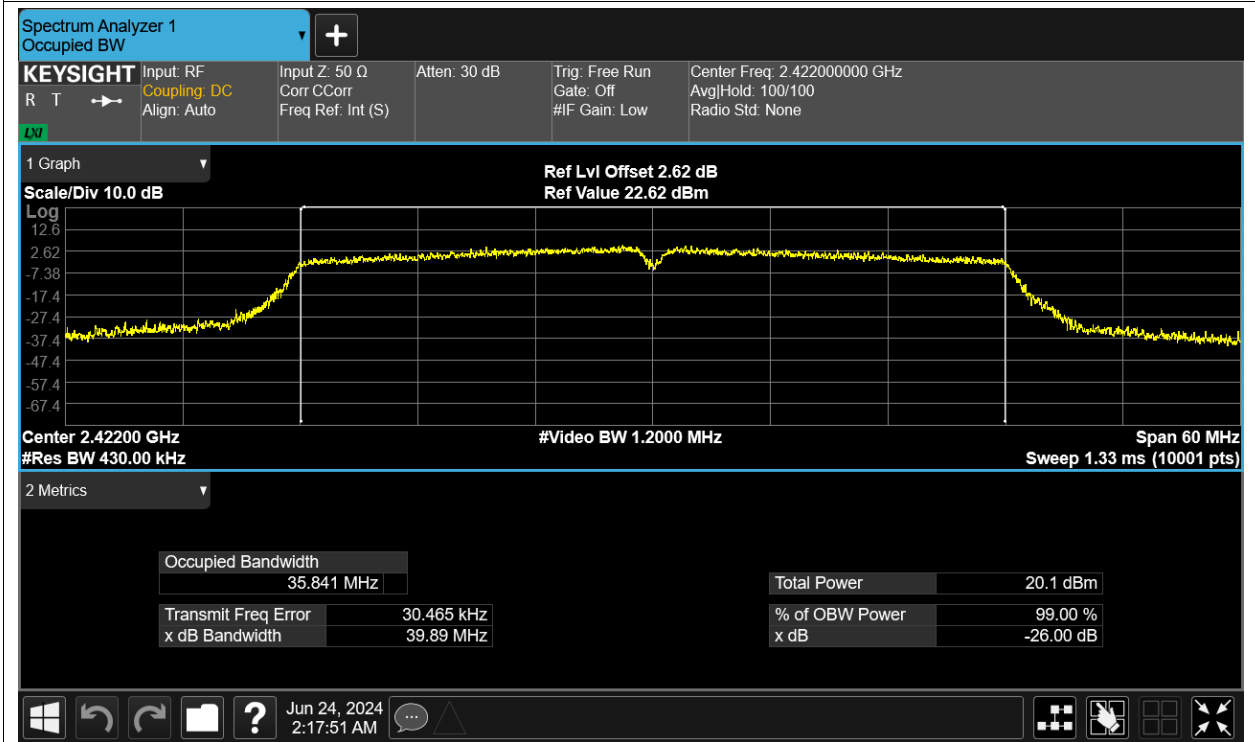 Spectrum Analyzer 1
Occupied BW
KEYSIGHT
R T
LXI
Input: RF
Coupling: DC
Align: Auto
Input Z: 50 Ω
Corr CCorr
Freq Ref: Int (S)
Atten: 30 dB
Trig: Free Run
Gate: Off
#IF Gain: Low
Center Freq: 2.422000000 GHz
Avg|Hold: 100/100
Radio Std: None
1 Graph
Scale/Div 10.0 dB
Ref Lvl Offset 2.62 dB
Ref Value 22.62 dBm
Log
12.6
2.62
-7.38
-17.4
-27.4
-37.4
-47.4
-57.4
-67.4
Center 2.42200 GHz
#Video BW 1.2000 MHz
Span 60 MHz
#Res BW 430.00 kHz
Sweep 1.33 ms (10001 pts)
2 Metrics
Occupied Bandwidth
35.841 MHz
Total Power 20.1 dBm
Transmit Freq Error 30.465 kHz
% of OBW Power 99.00 %
x dB Bandwidth 39.89 MHz
x dB -26.00 dB
?
Jun 24, 2024
2:17:51 AM